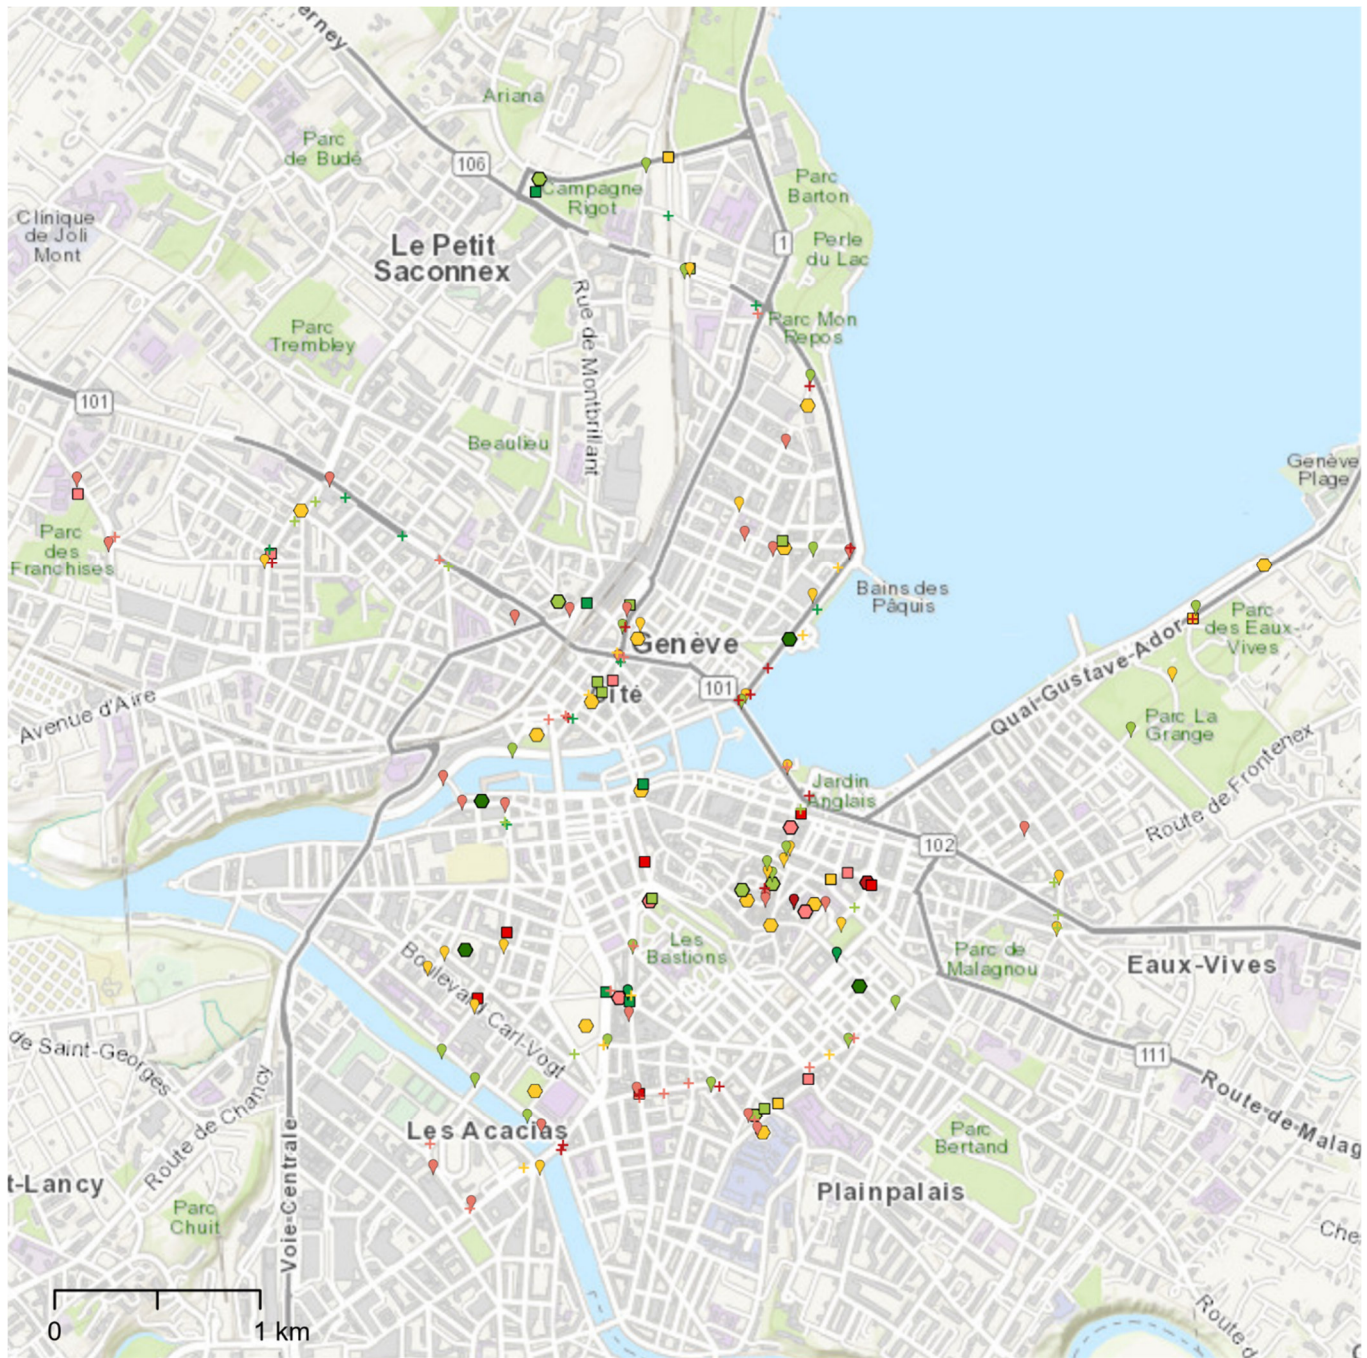 erney
Ariana
Parc
de Budé
106
Campagne
Rigot
Parc
Barton
Clinique
de Joli
Mont
Le Petit
Saconnex
1
Perle
du Lac
Rue de Montbrillant
Parc
Trembley
Parc Mon
Repos
101
Beaulieu
Genève
Plage
Parc
des
Franchises
Bains des
Pâquis
Parc
des Eaux-
Vives
Genève
101
Cité
Avenue d'Aire
Quai-Gustave-Ador
Parc La
Grange
Route de Frontenex
Jardin
Anglais
102
Les
Bastions
Parc de
Malagnou
Eaux-Vives
Boulevard Carl-Vogt
de Saint-Georges
Route de Chancy
111
Route-de-Malag
Les Acacias
Parc
Bertand
t-Lancy
Plainpalais
Parc
Chuit
Voie-Centrale
Che
Route d
0
1 km